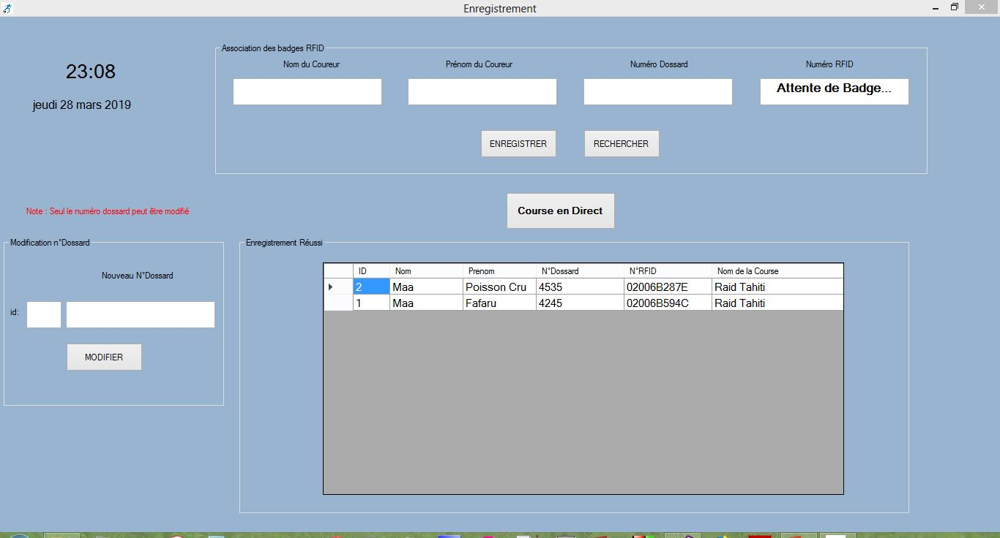 Enregistrement
23:08
jeudi 28 mars 2019
Association des badges RFID
Nom du Coureur Prénom du Coureur Numéro Dossard Numéro RFID
Attente de Badge...
ENREGISTRER RECHERCHER
Note : Seul le numéro dossard peut être modifié
Course en Direct
Modification n°Dossard
Nouveau N°Dossard
id:
MODIFIER
Enregistrement Réussi
ID Nom Prenom N°Dossard N°RFID Nom de la Course
2 Maa Poisson Cru 4535 02006B287E Raid Tahiti
1 Maa Fafaru 4245 02006B594C Raid Tahiti